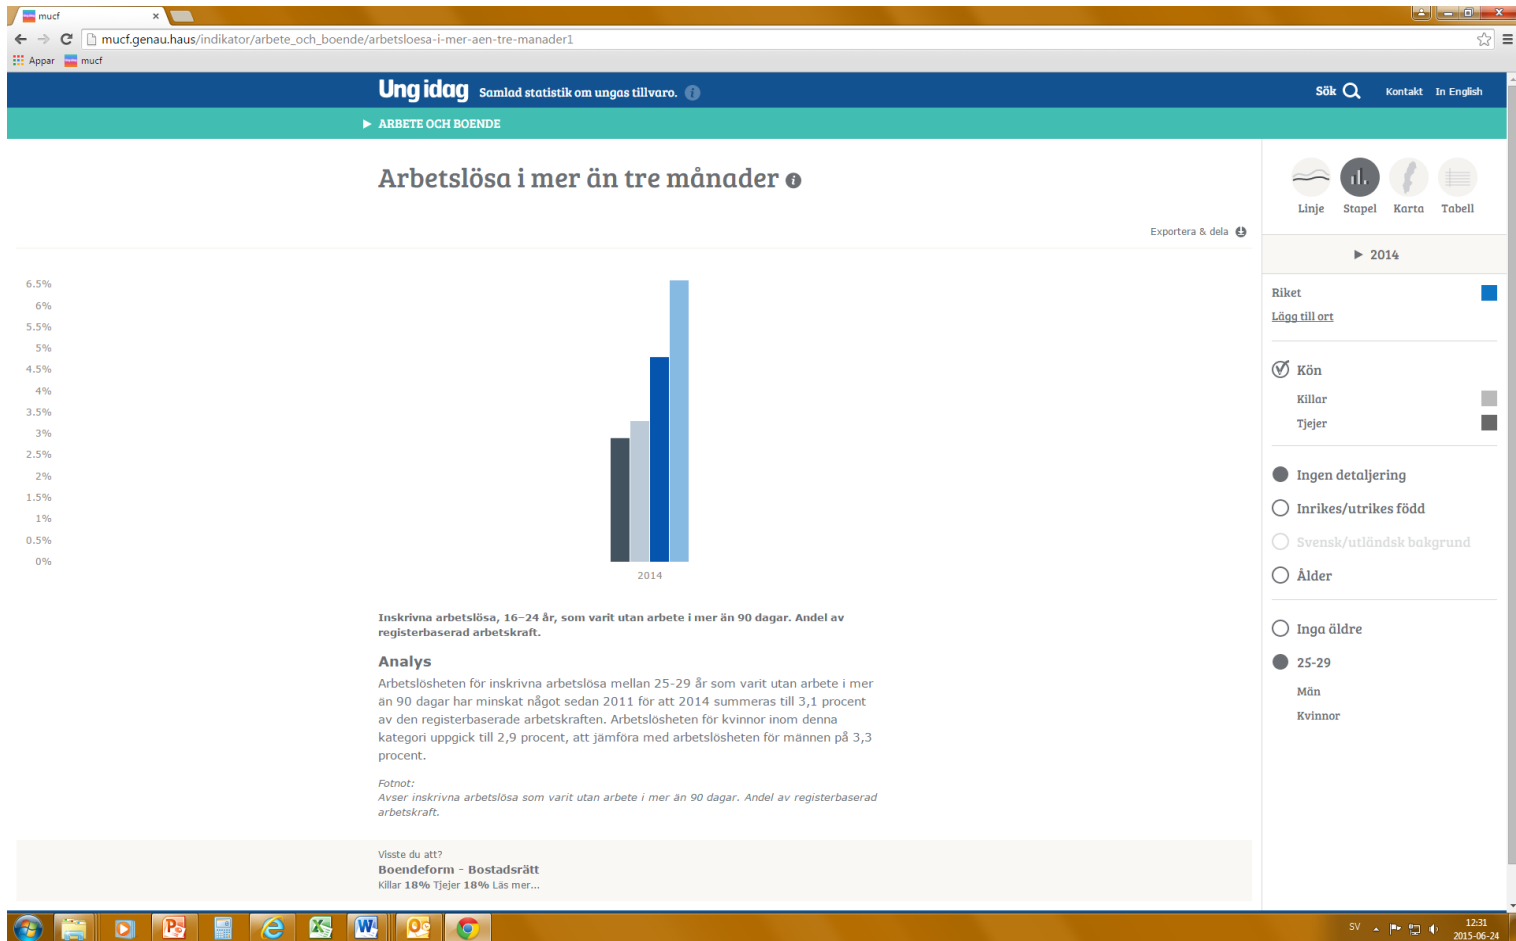 mucf
mucf.genau.haus/indikator/arbete_och_boende/arbetsloesa-i-mer-aen-tre-manader1
Appar mucf
Ung idag Samlad statistik om ungas tillvaro. i
Sök Kontakt In English
ARBETE OCH BOENDE
Arbetslösa i mer än tre månader i
Linje Stapel Karta Tabell
Exportera & dela
2014
6.5%
6%
5.5%
5%
4.5%
4%
3.5%
3%
2.5%
2%
1.5%
1%
0.5%
0%
2014
Riket
Lägg till ort
Kön
Killar
Tjejer
Ingen detaljering
Inrikes/utrikes född
Svensk/utländsk bakgrund
Ålder
Inga äldre
25-29
Män
Kvinnor
Inskrivna arbetslösa, 16–24 år, som varit utan arbete i mer än 90 dagar. Andel av
registerbaserad arbetskraft.
Analys
Arbetslösheten för inskrivna arbetslösa mellan 25-29 år som varit utan arbete i mer
än 90 dagar har minskat något sedan 2011 för att 2014 summeras till 3,1 procent
av den registerbaserade arbetskraften. Arbetslösheten för kvinnor inom denna
kategori uppgick till 2,9 procent, att jämföra med arbetslösheten för männen på 3,3
procent.
Fotnot:
Avser inskrivna arbetslösa som varit utan arbete i mer än 90 dagar. Andel av registerbaserad
arbetskraft.
Visste du att?
Boendeform - Bostadsrätt
Killar 18% Tjejer 18% Läs mer...
SV
12:31
2015-06-24